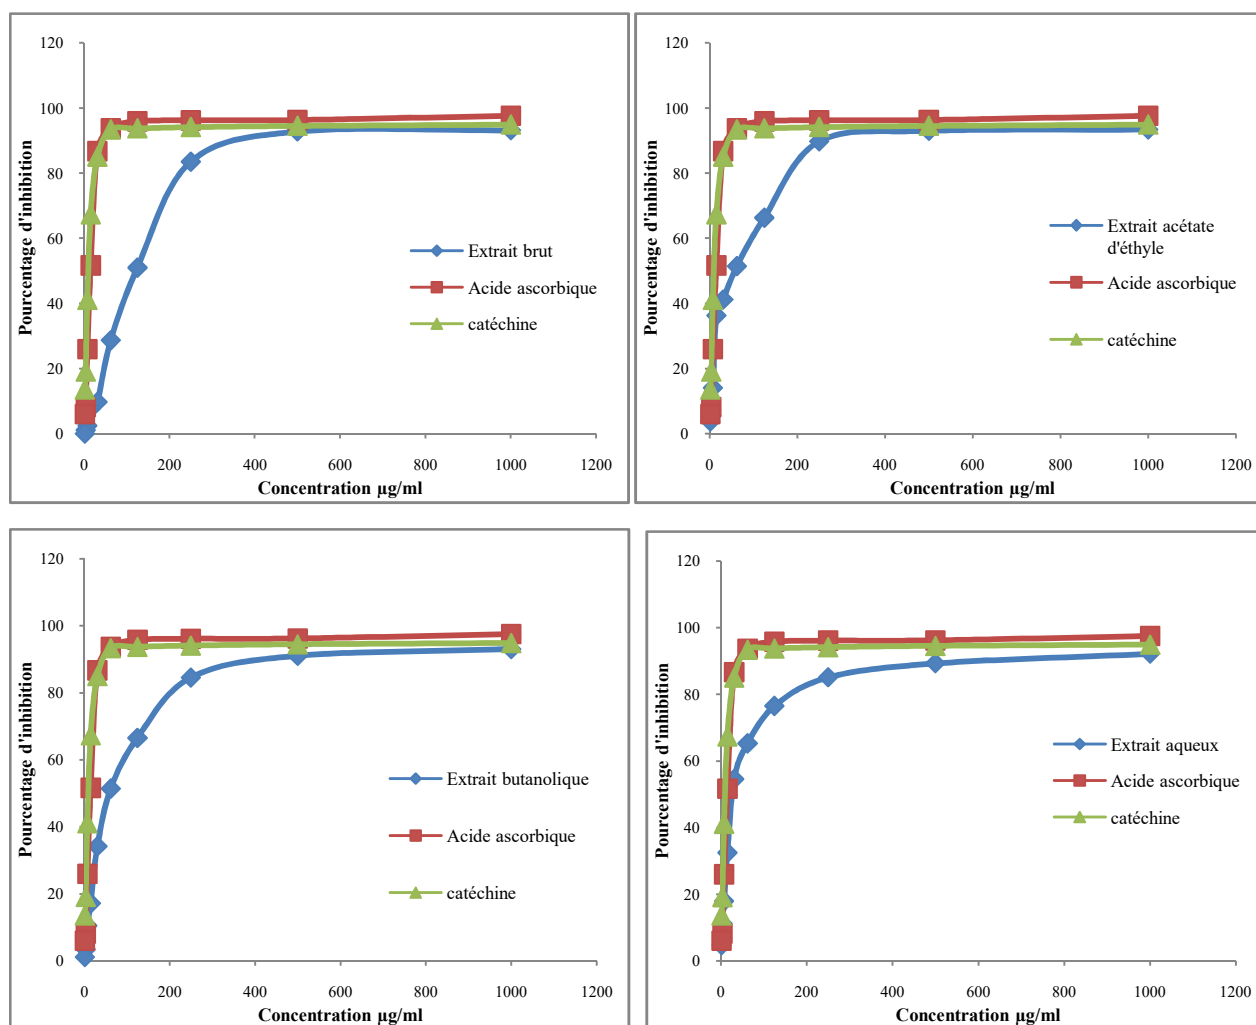 120
100
80
60
40
20
0
Pourcentage d'inhibition
Extrait brut
Acide ascorbique
catéchine
0 200 400 600 800 1000 1200
Concentration µg/ml
120
100
80
60
40
20
0
Pourcentage d'inhibition
Extrait acétate
d'éthyle
Acide ascorbique
catéchine
0 200 400 600 800 1000 1200
Concentration µg/ml
120
100
80
60
40
20
0
Pourcentage d'inhibition
Extrait butanolique
Acide ascorbique
catéchine
0 200 400 600 800 1000 1200
Concentration µg/ml
120
100
80
60
40
20
0
Pourcentage d'inhibition
Extrait aqueux
Acide ascorbique
catéchine
0 200 400 600 800 1000 1200
Concentration µg/ml